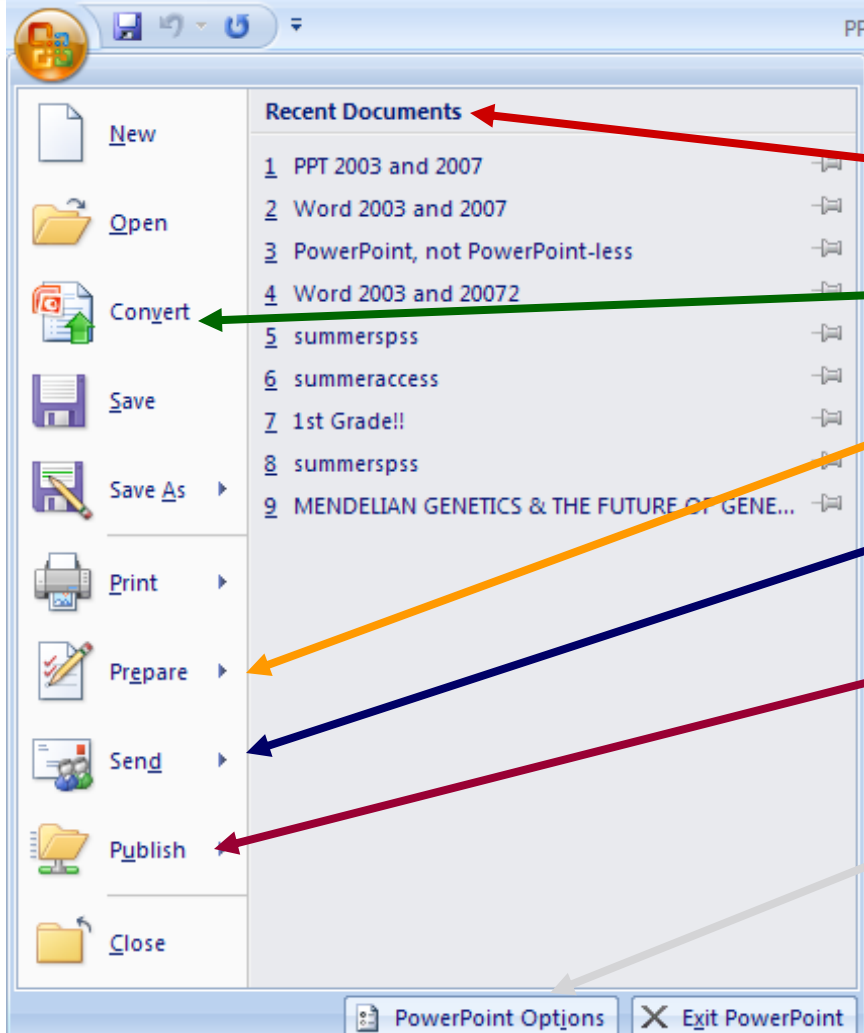 PP
New
Open
Convert
Save
Save As
Print
Prepare
Send
Publish
Close
Recent Documents
1 PPT 2003 and 2007
2 Word 2003 and 2007
3 PowerPoint, not PowerPoint-less
4 Word 2003 and 20072
5 summerspss
6 summeraccess
7 1st Grade!!
8 summerspss
9 MENDELIAN GENETICS & THE FUTURE OF GENE...
PowerPoint Options
Exit PowerPoint